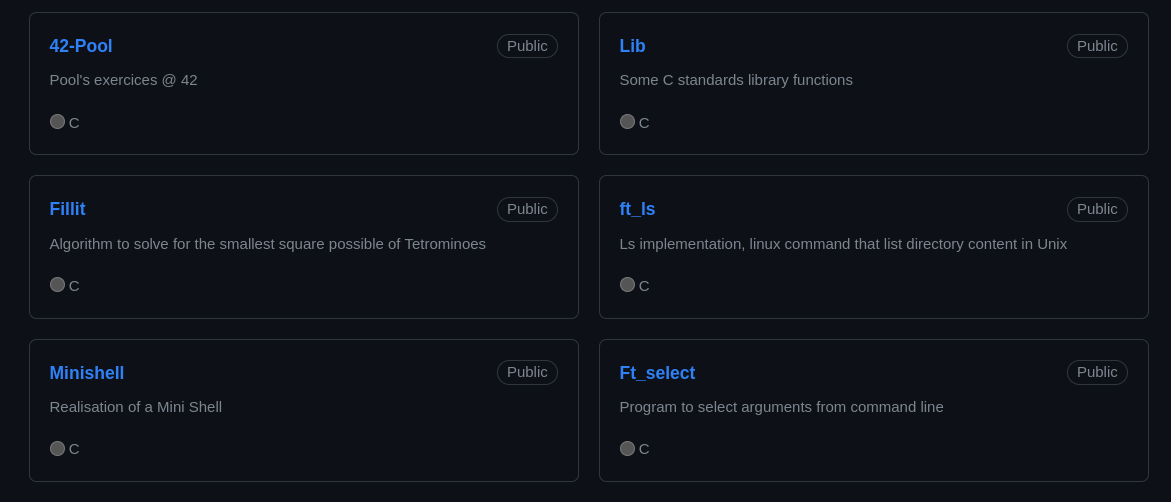 42-Pool Public
Pool's exercices @ 42
C
Lib Public
Some C standards library functions
C
Fillit Public
Algorithm to solve for the smallest square possible of Tetrominoes
C
ft_ls Public
Ls implementation, linux command that list directory content in Unix
C
Minishell Public
Realisation of a Mini Shell
C
Ft_select Public
Program to select arguments from command line
C